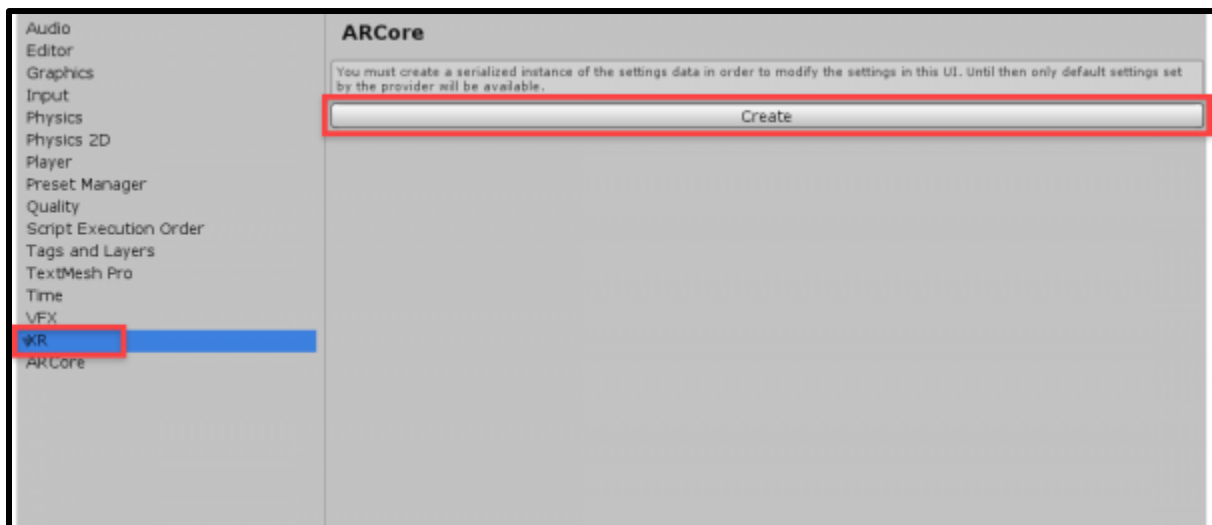 Audio
Editor
Graphics
Input
Physics
Physics 2D
Player
Preset Manager
Quality
Script Execution Order
Tags and Layers
TextMesh Pro
Time
VFX
XR
ARCore
ARCore
You must create a serialized instance of the settings data in order to modify the settings in this UI. Until then only default settings set
by the provider will be available.
Create